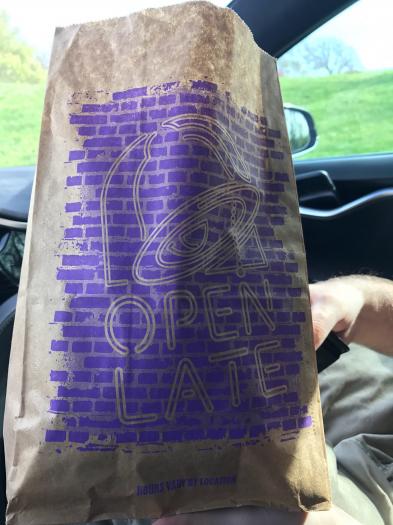 OPEN
LATE
HOURS VARY BY LOCATION